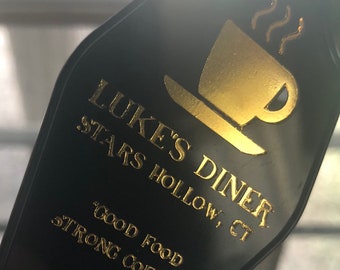 LUKE'S DINER
STARS HOLLOW, CT
"GOOD FOOD
STRONG